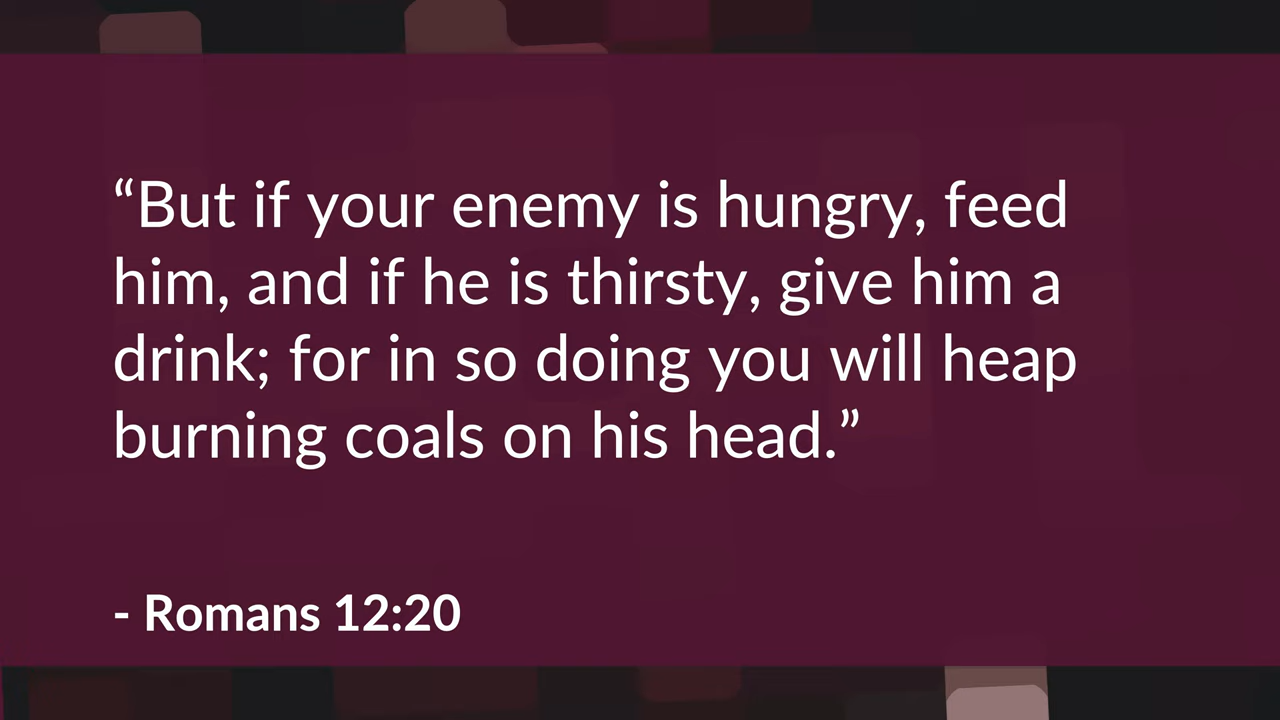 “But if your enemy is hungry, feed
him, and if he is thirsty, give him a
drink; for in so doing you will heap
burning coals on his head.”
- Romans 12:20